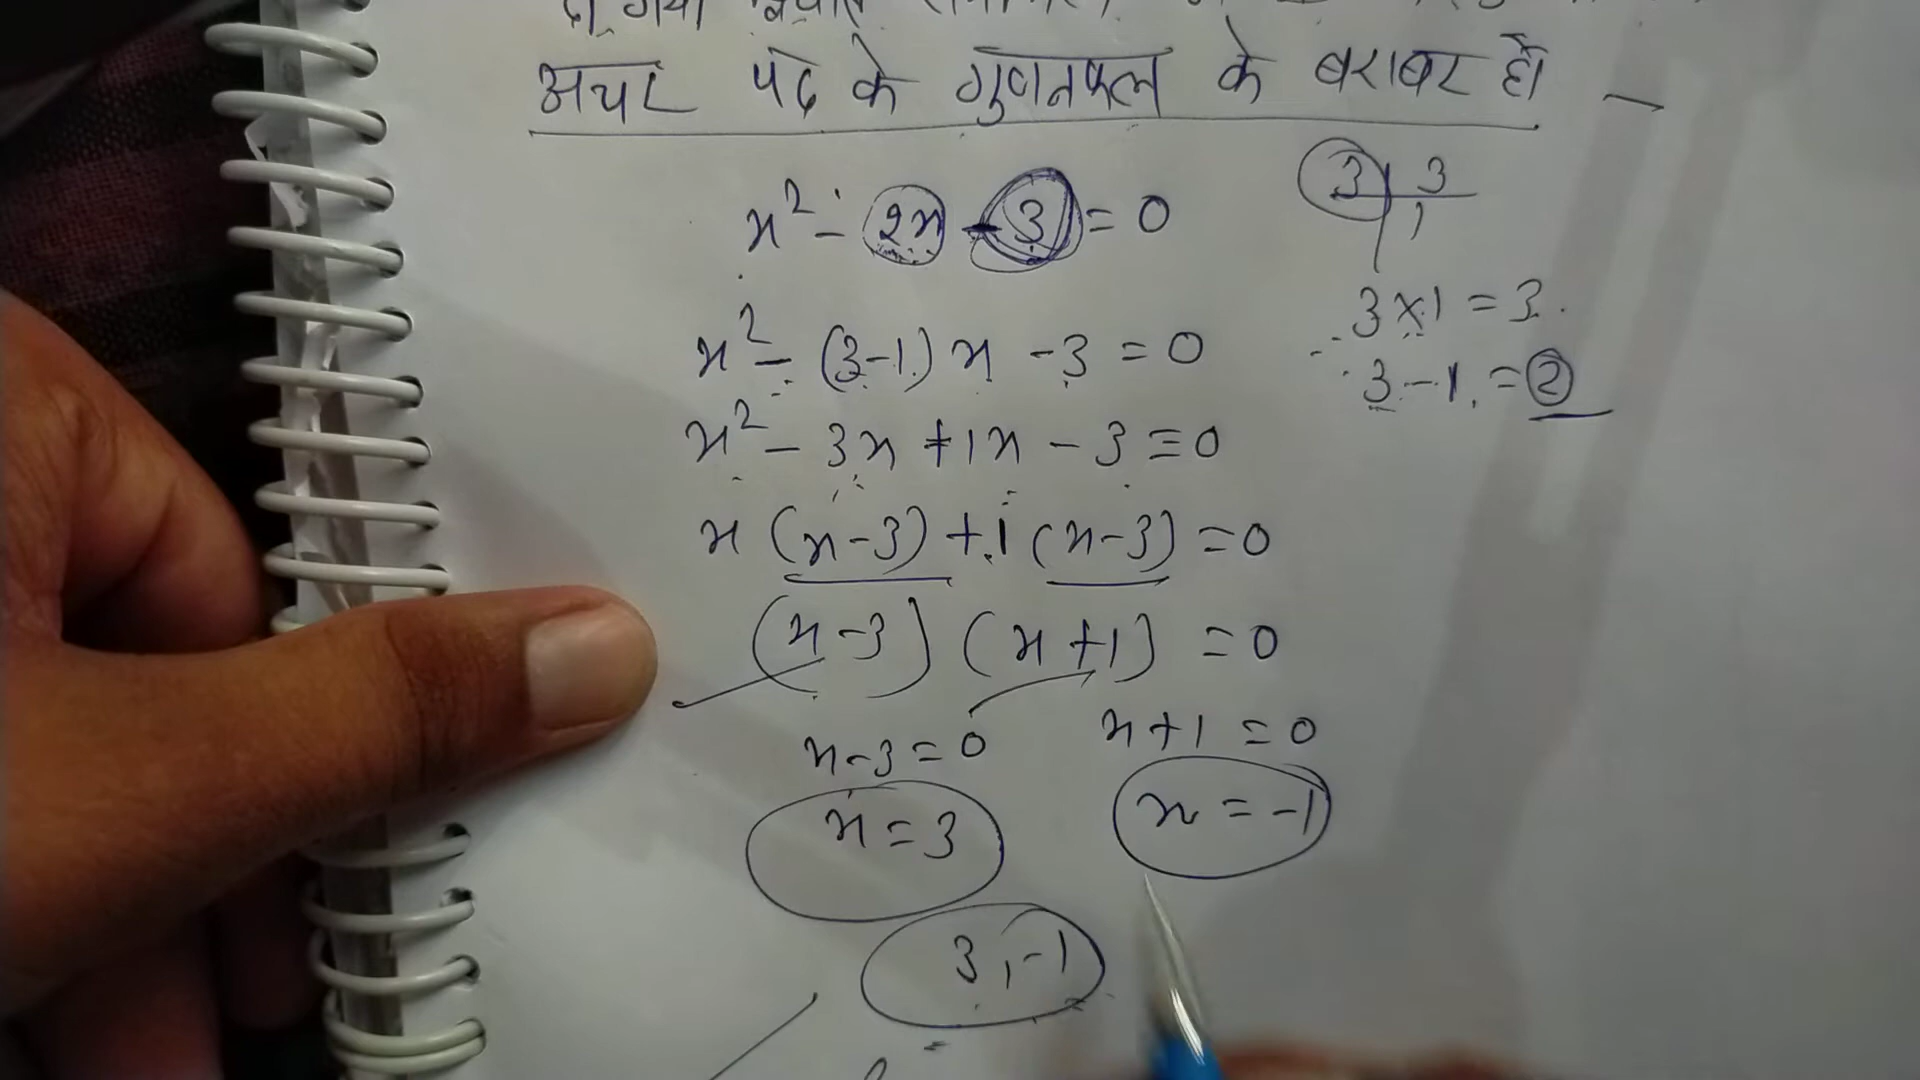 अचर पद के गुणनफल के बराबर हो —
x² - 2x - 3 = 0
x² - (3-1)x - 3 = 0
x² - 3x + 1x - 3 = 0
x (x-3) + 1 (x-3) = 0
(x-3) (x+1) = 0
x-3=0 x+1=0
x=3 x=-1
3,-1
3 3
1
3×1=3
3-1=2